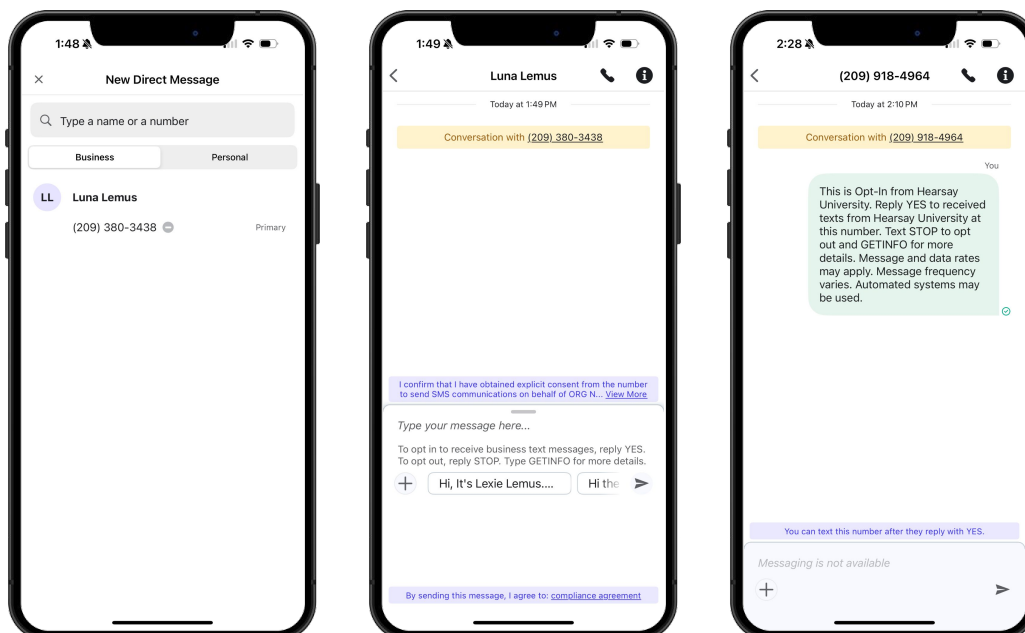 1:48
New Direct Message
Type a name or a number
Business Personal
LL Luna Lemus
(209) 380-3438 Primary
1:49
Luna Lemus
Today at 1:49 PM
Conversation with (209) 380-3438
I confirm that I have obtained explicit consent from the number
to send SMS communications on behalf of ORG N... View More
Type your message here...
To opt in to receive business text messages, reply YES.
To opt out, reply STOP. Type GETINFO for more details.
Hi, It's Lexie Lemus.... Hi the
By sending this message, I agree to: compliance agreement
2:28
(209) 918-4964
Today at 2:10 PM
Conversation with (209) 918-4964
You
This is Opt-In from Hearsay
University. Reply YES to received
texts from Hearsay University at
this number. Text STOP to opt
out and GETINFO for more
details. Message and data rates
may apply. Message frequency
varies. Automated systems may
be used.
You can text this number after they reply with YES.
Messaging is not available